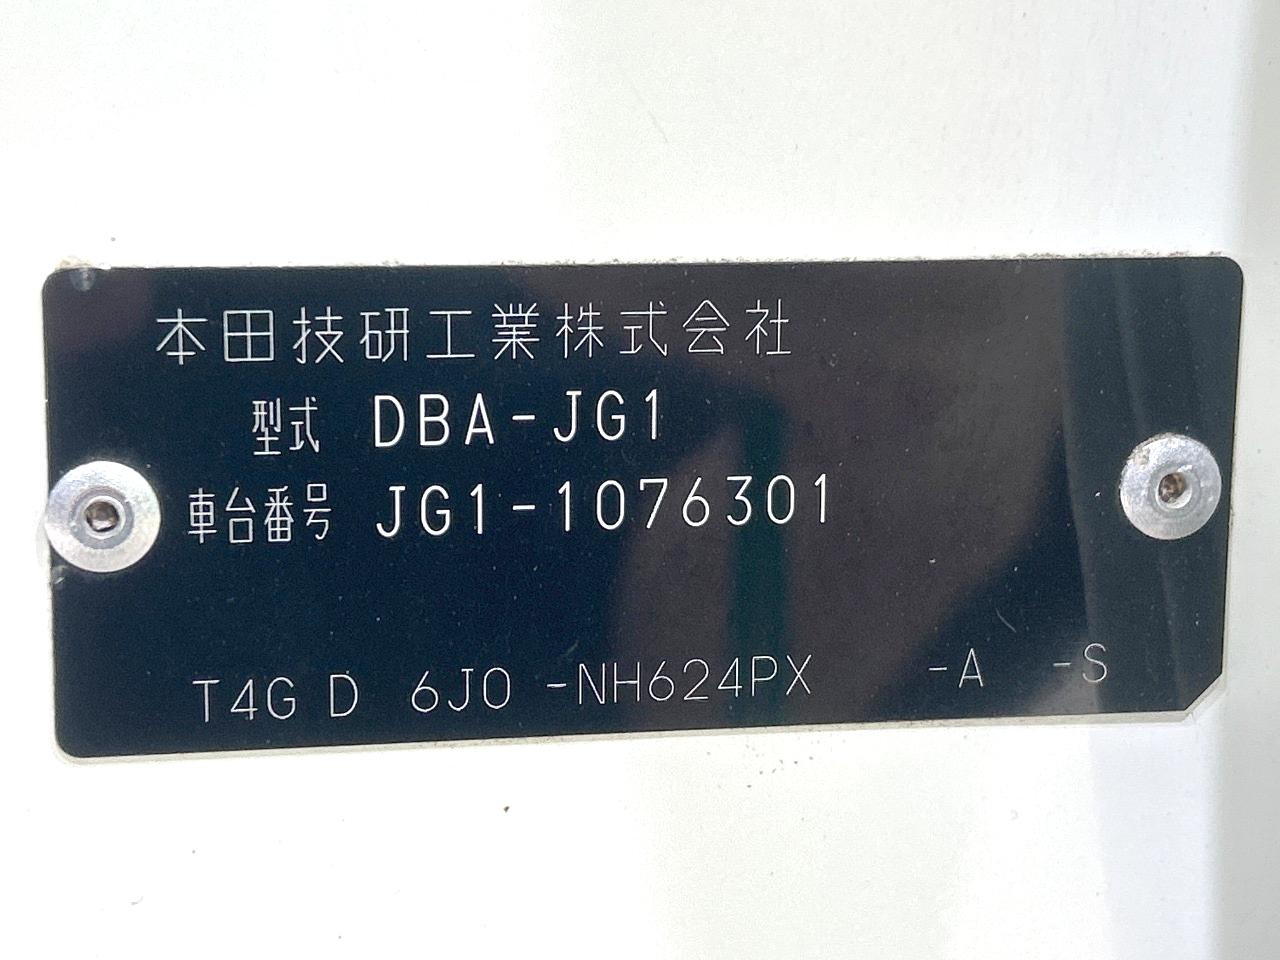 本田技研工業株式会社
型式 DBA-JG1
車台番号 JG1-1076301
T4G D 6J0 -NH624PX -A -S